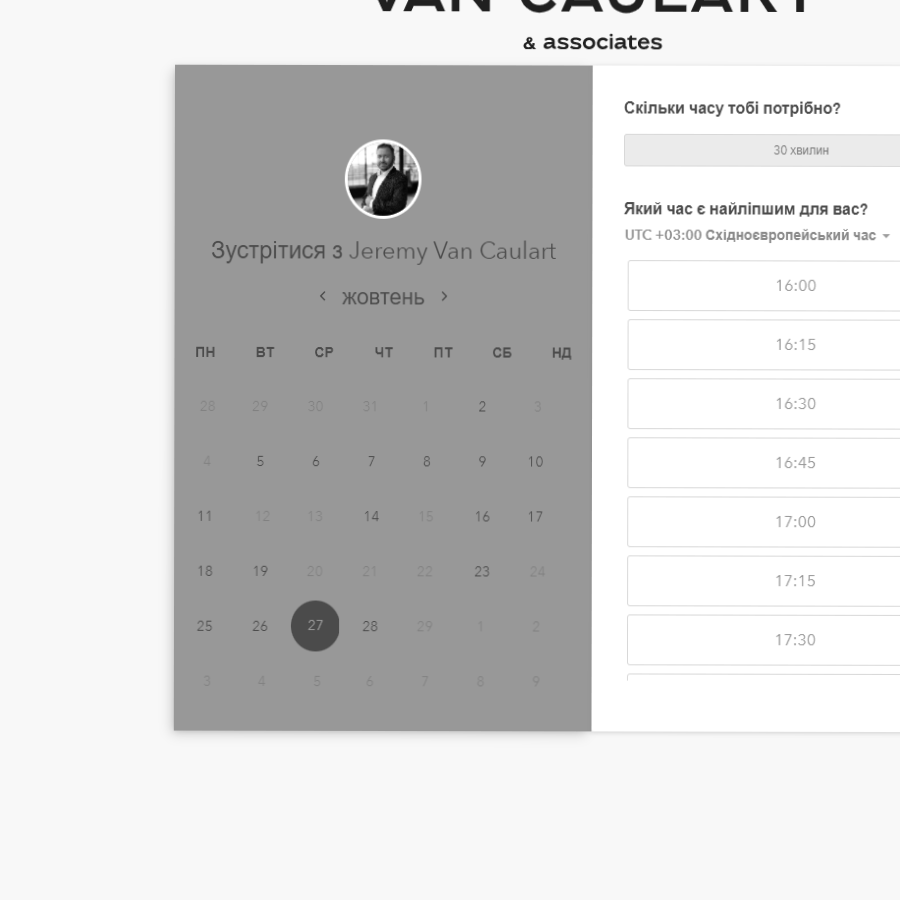 VAN CAULART
& associates
Зустрітися з Jeremy Van Caulart
‹ жовтень ›
ПН ВТ СР ЧТ ПТ СБ НД
28 29 30 31 1 2 3
4 5 6 7 8 9 10
11 12 13 14 15 16 17
18 19 20 21 22 23 24
25 26 27 28 29 1 2
3 4 5 6 7 8 9
Скільки часу тобі потрібно?
30 хвилин
Який час є найліпшим для вас?
UTC +03:00 Східноєвропейський час
16:00
16:15
16:30
16:45
17:00
17:15
17:30